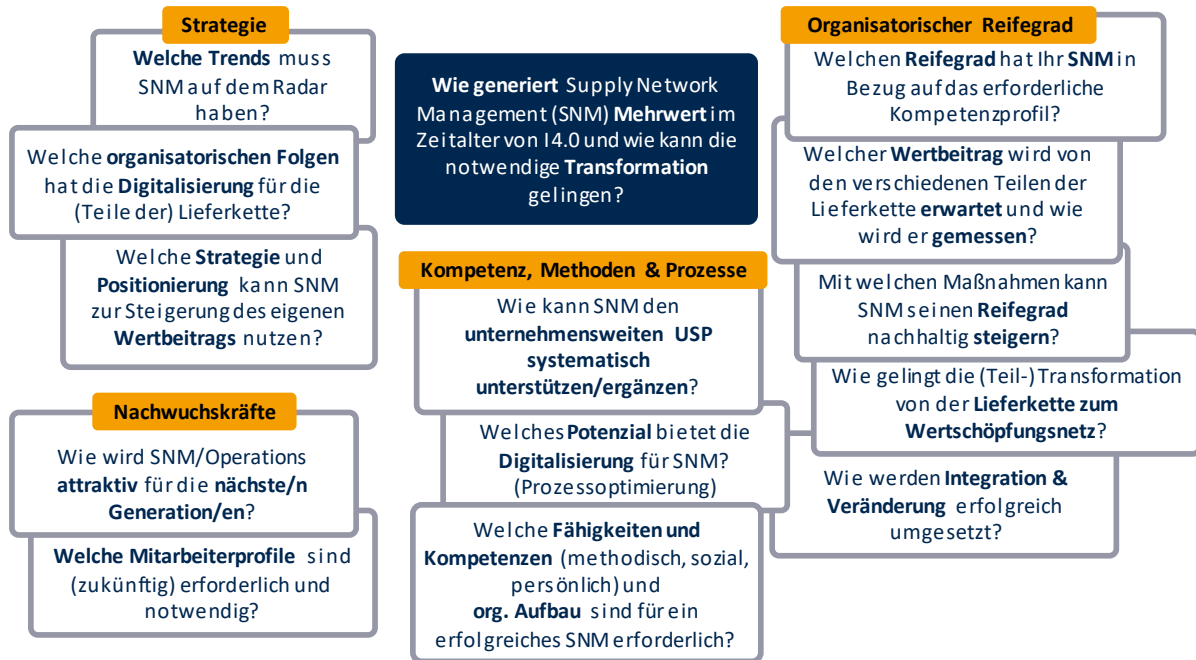 Strategie
Welche Trends muss
SNM auf dem Radar
haben?
Welche organisatorischen Folgen
hat die Digitalisierung für die
(Teile der) Lieferkette?
Welche Strategie und
Positionierung kann SNM
zur Steigerung des eigenen
Wertbeitrags nutzen?
Nachwuchskräfte
Wie wird SNM/Operations
attraktiv für die nächste/n
Generation/en?
Welche Mitarbeiterprofile sind
(zukünftig) erforderlich und
notwendig?
Wie generiert Supply Network
Management (SNM) Mehrwert im
Zeitalter von I4.0 und wie kann die
notwendige Transformation
gelingen?
Kompetenz, Methoden & Prozesse
Wie kann SNM den
unternehmensweiten USP
systematisch
unterstützen/ergänzen?
Welches Potenzial bietet die
Digitalisierung für SNM?
(Prozessoptimierung)
Welche Fähigkeiten und
Kompetenzen (methodisch, sozial,
persönlich) und
org. Aufbau sind für ein
erfolgreiches SNM erforderlich?
Organisatorischer Reifegrad
Welchen Reifegrad hat Ihr SNM in
Bezug auf das erforderliche
Kompetenzprofil?
Welcher Wertbeitrag wird von
den verschiedenen Teilen der
Lieferkette erwartet und wie
wird er gemessen?
Mit welchen Maßnahmen kann
SNM seinen Reifegrad
nachhaltig steigern?
Wie gelingt die (Teil-) Transformation
von der Lieferkette zum
Wertschöpfungsnetz?
Wie werden Integration &
Veränderung erfolgreich
umgesetzt?